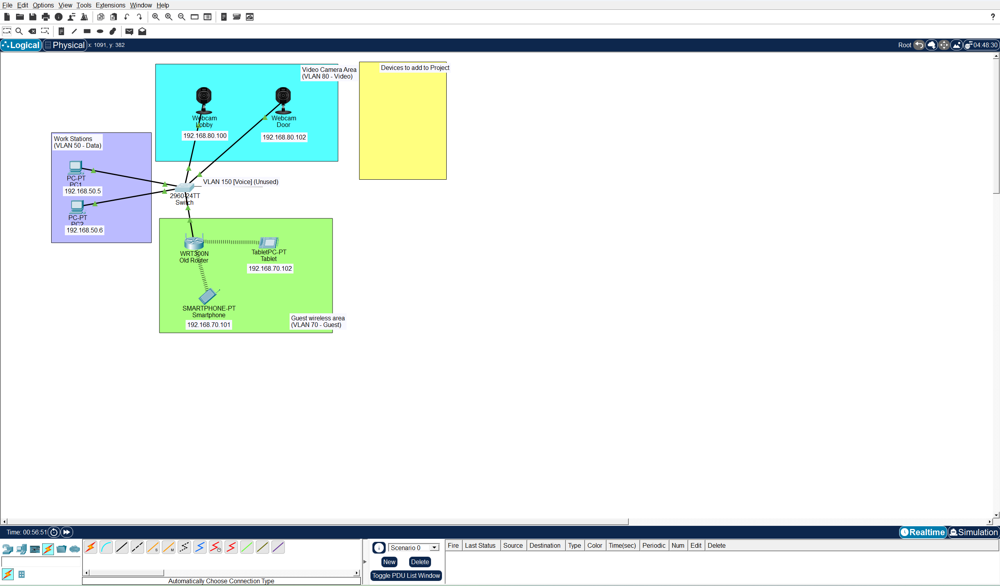 File Edit Options View Tools Extensions Window Help
?
Logical Physical x: 1091, y: 382
Root 04:48:30
Video Camera Area
(VLAN 80 - Video)
Devices to add to Project
Webcam
Lobby
192.168.80.100
Webcam
Door
192.168.80.102
Work Stations
(VLAN 50 - Data)
PC-PT
PC1
192.168.50.5
PC-PT
PC2
192.168.50.6
VLAN 150 [Voice] (Unused)
2960-24TT
Switch
WRT300N
Old Router
TabletPC-PT
Tablet
192.168.70.102
SMARTPHONE-PT
Smartphone
192.168.70.101
Guest wireless area
(VLAN 70 - Guest)
Time: 00:56:51
Realtime Simulation
S M
Automatically Choose Connection Type
Scenario 0
New Delete
Toggle PDU List Window
Fire Last Status Source Destination Type Color Time(sec) Periodic Num Edit Delete